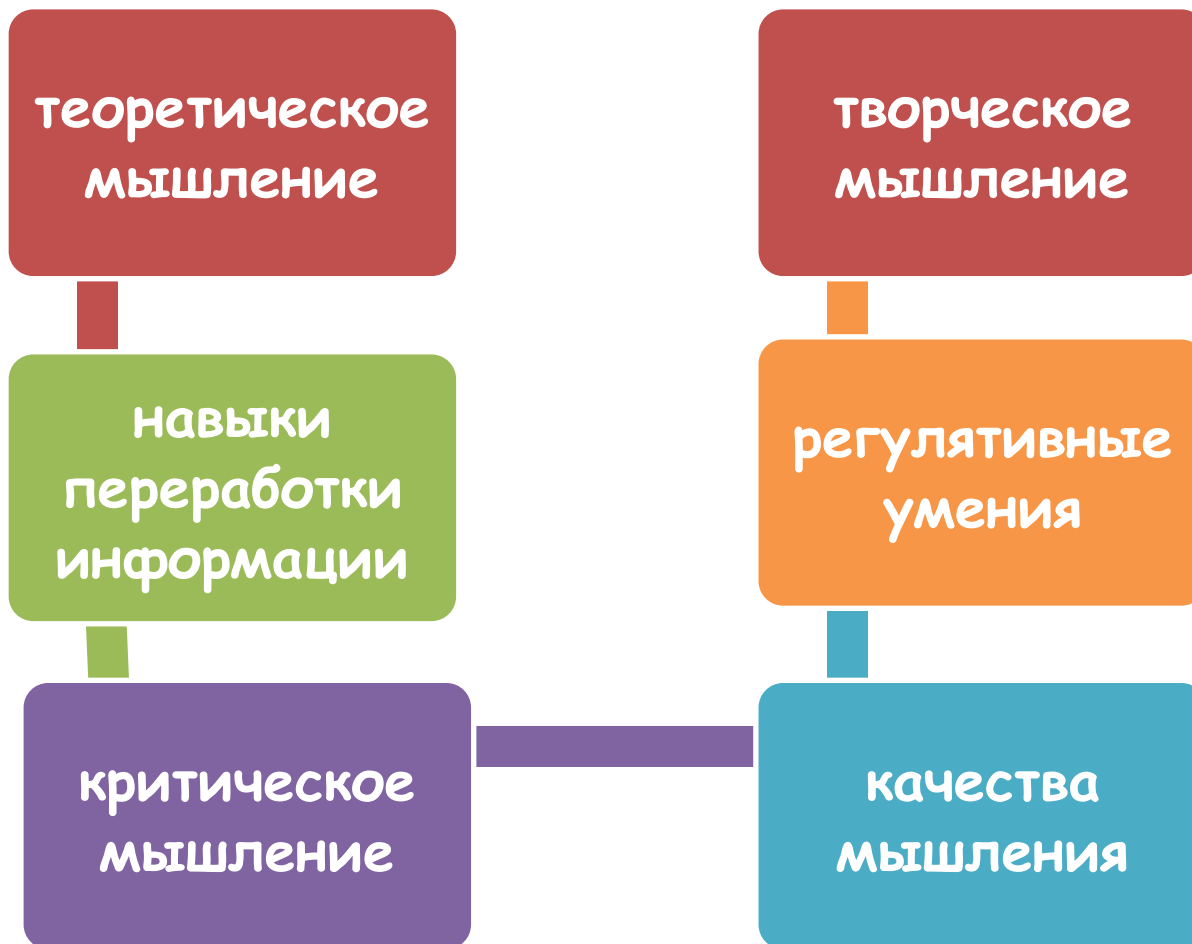 теоретическое
мышление
навыки
переработки
информации
критическое
мышление
качества
мышления
регулятивные
умения
творческое
мышление